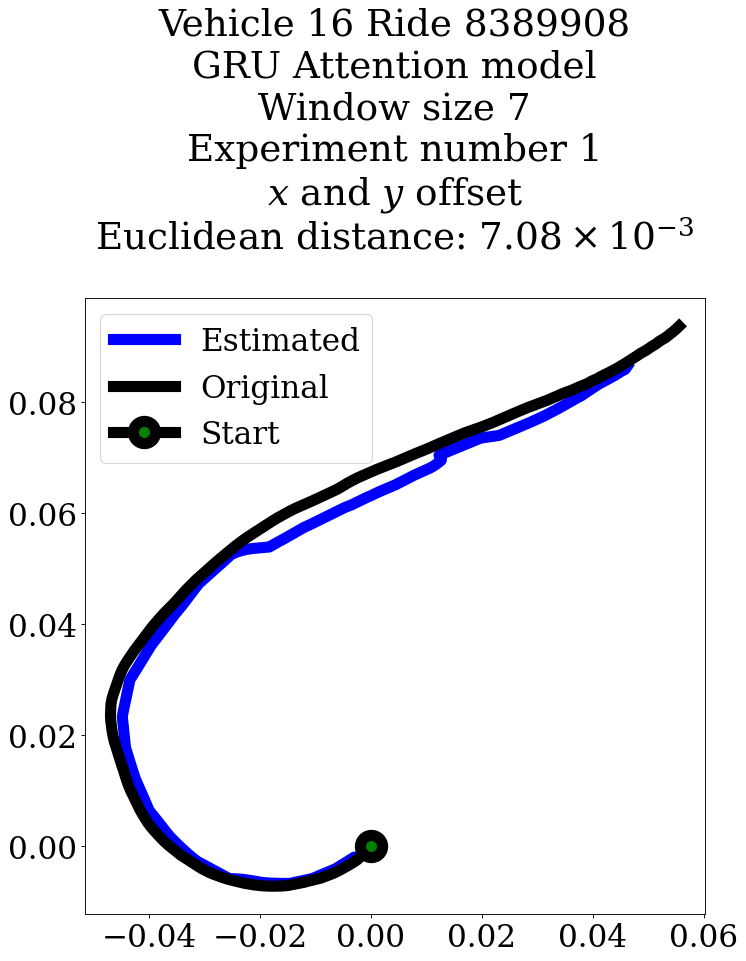 Vehicle 16 Ride 8389908
GRU Attention model
Window size 7
Experiment number 1
x and y offset
Euclidean distance: 7.08 × 10⁻³
Estimated
Original
Start
0.08
0.06
0.04
0.02
0.00
−0.04 −0.02 0.00 0.02 0.04 0.06